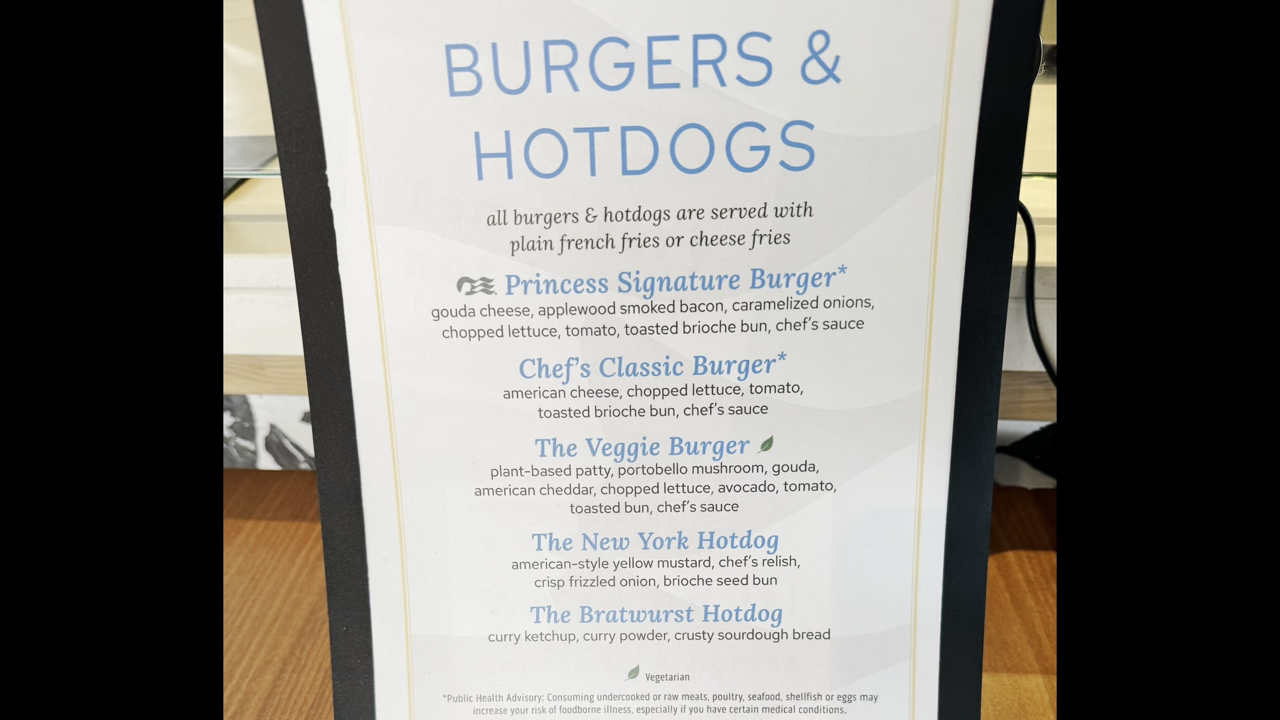 BURGERS &
HOTDOGS
all burgers & hotdogs are served with
plain french fries or cheese fries
Princess Signature Burger*
gouda cheese, applewood smoked bacon, caramelized onions,
chopped lettuce, tomato, toasted brioche bun, chef's sauce
Chef's Classic Burger*
american cheese, chopped lettuce, tomato,
toasted brioche bun, chef's sauce
The Veggie Burger
plant-based patty, portobello mushroom, gouda,
american cheddar, chopped lettuce, avocado, tomato,
toasted bun, chef's sauce
The New York Hotdog
american-style yellow mustard, chef's relish,
crisp frizzled onion, brioche seed bun
The Bratwurst Hotdog
curry ketchup, curry powder, crusty sourdough bread
Vegetarian
*Public Health Advisory: Consuming undercooked or raw meats, poultry, seafood, shellfish or eggs may
increase your risk of foodborne illness, especially if you have certain medical conditions.